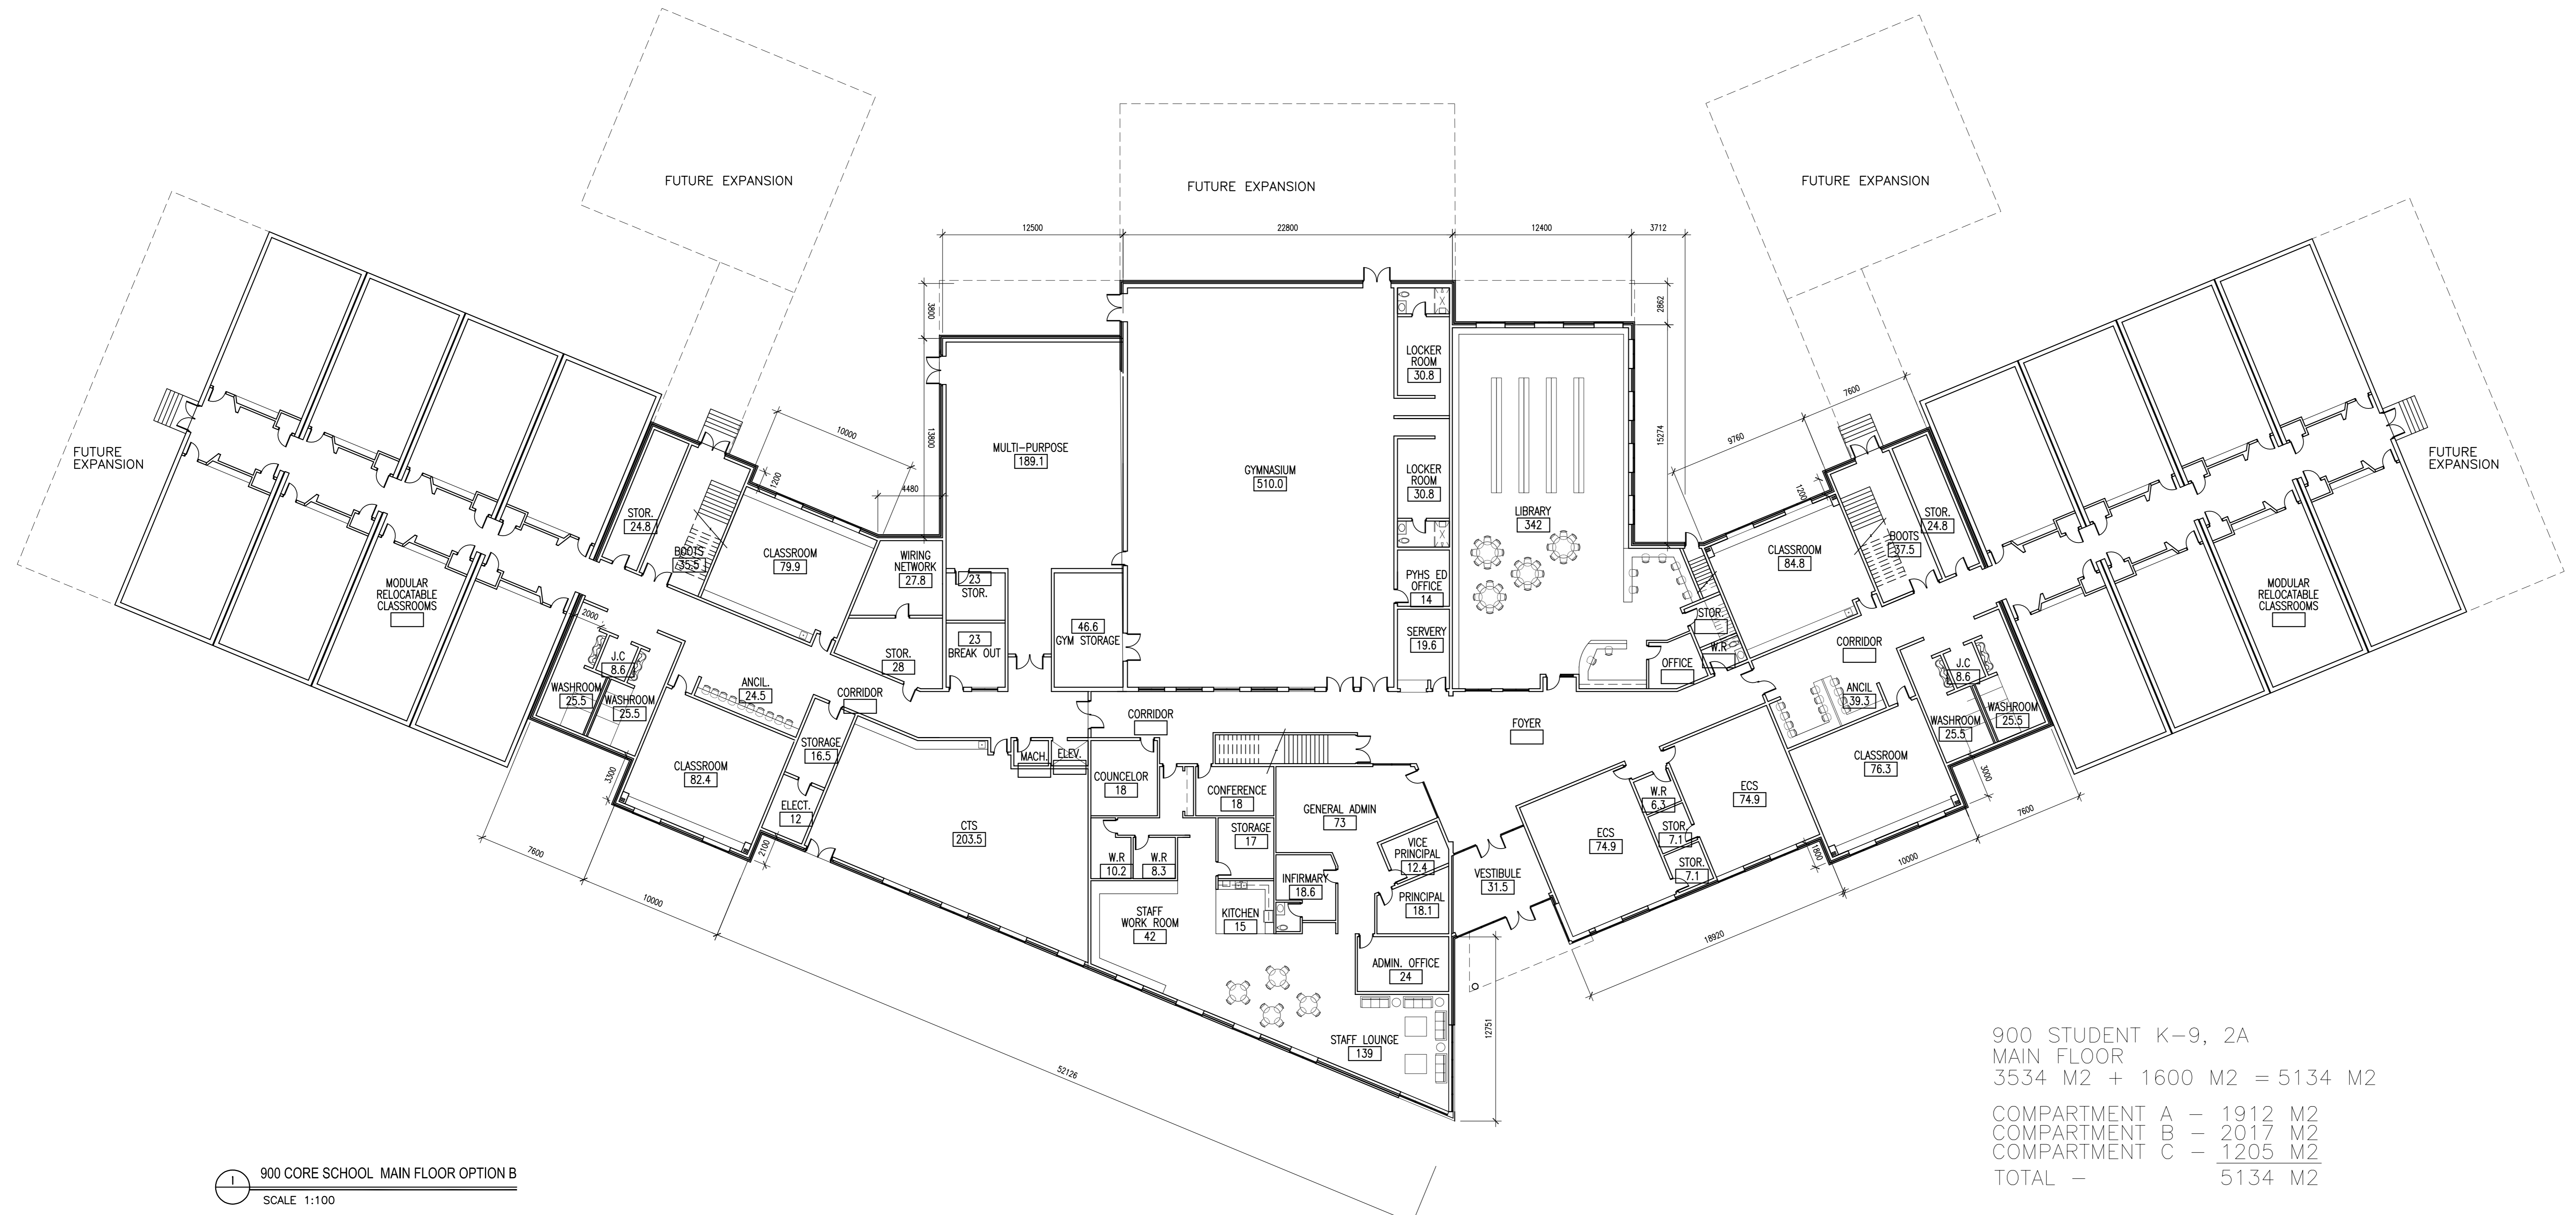 FUTURE EXPANSION
FUTURE EXPANSION
FUTURE EXPANSION
12500
22800
12400
3712
3800
2862
13800
15274
10000
1200
4480
7600
9760
1200
FUTURE
EXPANSION
FUTURE
EXPANSION
MULTI-PURPOSE
189.1
GYMNASIUM
510.0
LOCKER
ROOM
30.8
LOCKER
ROOM
30.8
LIBRARY
342
STOR.
24.8
BOOTS
35.5
CLASSROOM
79.9
WIRING
NETWORK
27.8
23
STOR.
23
BREAK OUT
46.6
GYM STORAGE
PYHS ED
OFFICE
14
SERVERY
19.6
STOR.
W.R
OFFICE
CLASSROOM
84.8
BOOTS
37.5
STOR.
24.8
MODULAR
RELOCATABLE
CLASSROOMS
MODULAR
RELOCATABLE
CLASSROOMS
2000
J.C
8.6
WASHROOM
25.5
WASHROOM
25.5
ANCIL.
24.5
STOR.
28
CORRIDOR
CORRIDOR
FOYER
CORRIDOR
ANCIL
39.3
J.C
8.6
WASHROOM
25.5
WASHROOM
25.5
3300
CLASSROOM
82.4
STORAGE
16.5
ELECT.
12
2100
CTS
203.5
MACH.
ELEV.
COUNCELOR
18
CONFERENCE
18
GENERAL ADMIN
73
STORAGE
17
W.R
10.2
W.R
8.3
VICE
PRINCIPAL
12.4
INFIRMARY
18.6
PRINCIPAL
18.1
STAFF
WORK ROOM
42
KITCHEN
15
ADMIN. OFFICE
24
STAFF LOUNGE
139
VESTIBULE
31.5
ECS
74.9
W.R
6.3
STOR.
7.1
STOR.
7.1
ECS
74.9
CLASSROOM
76.3
3000
7600
1800
10000
18920
12751
7600
10000
52126
900 STUDENT K-9, 2A
MAIN FLOOR
3534 M2 + 1600 M2 = 5134 M2
COMPARTMENT A - 1912 M2
COMPARTMENT B - 2017 M2
COMPARTMENT C - 1205 M2
TOTAL - 5134 M2
1
900 CORE SCHOOL MAIN FLOOR OPTION B
SCALE 1:100